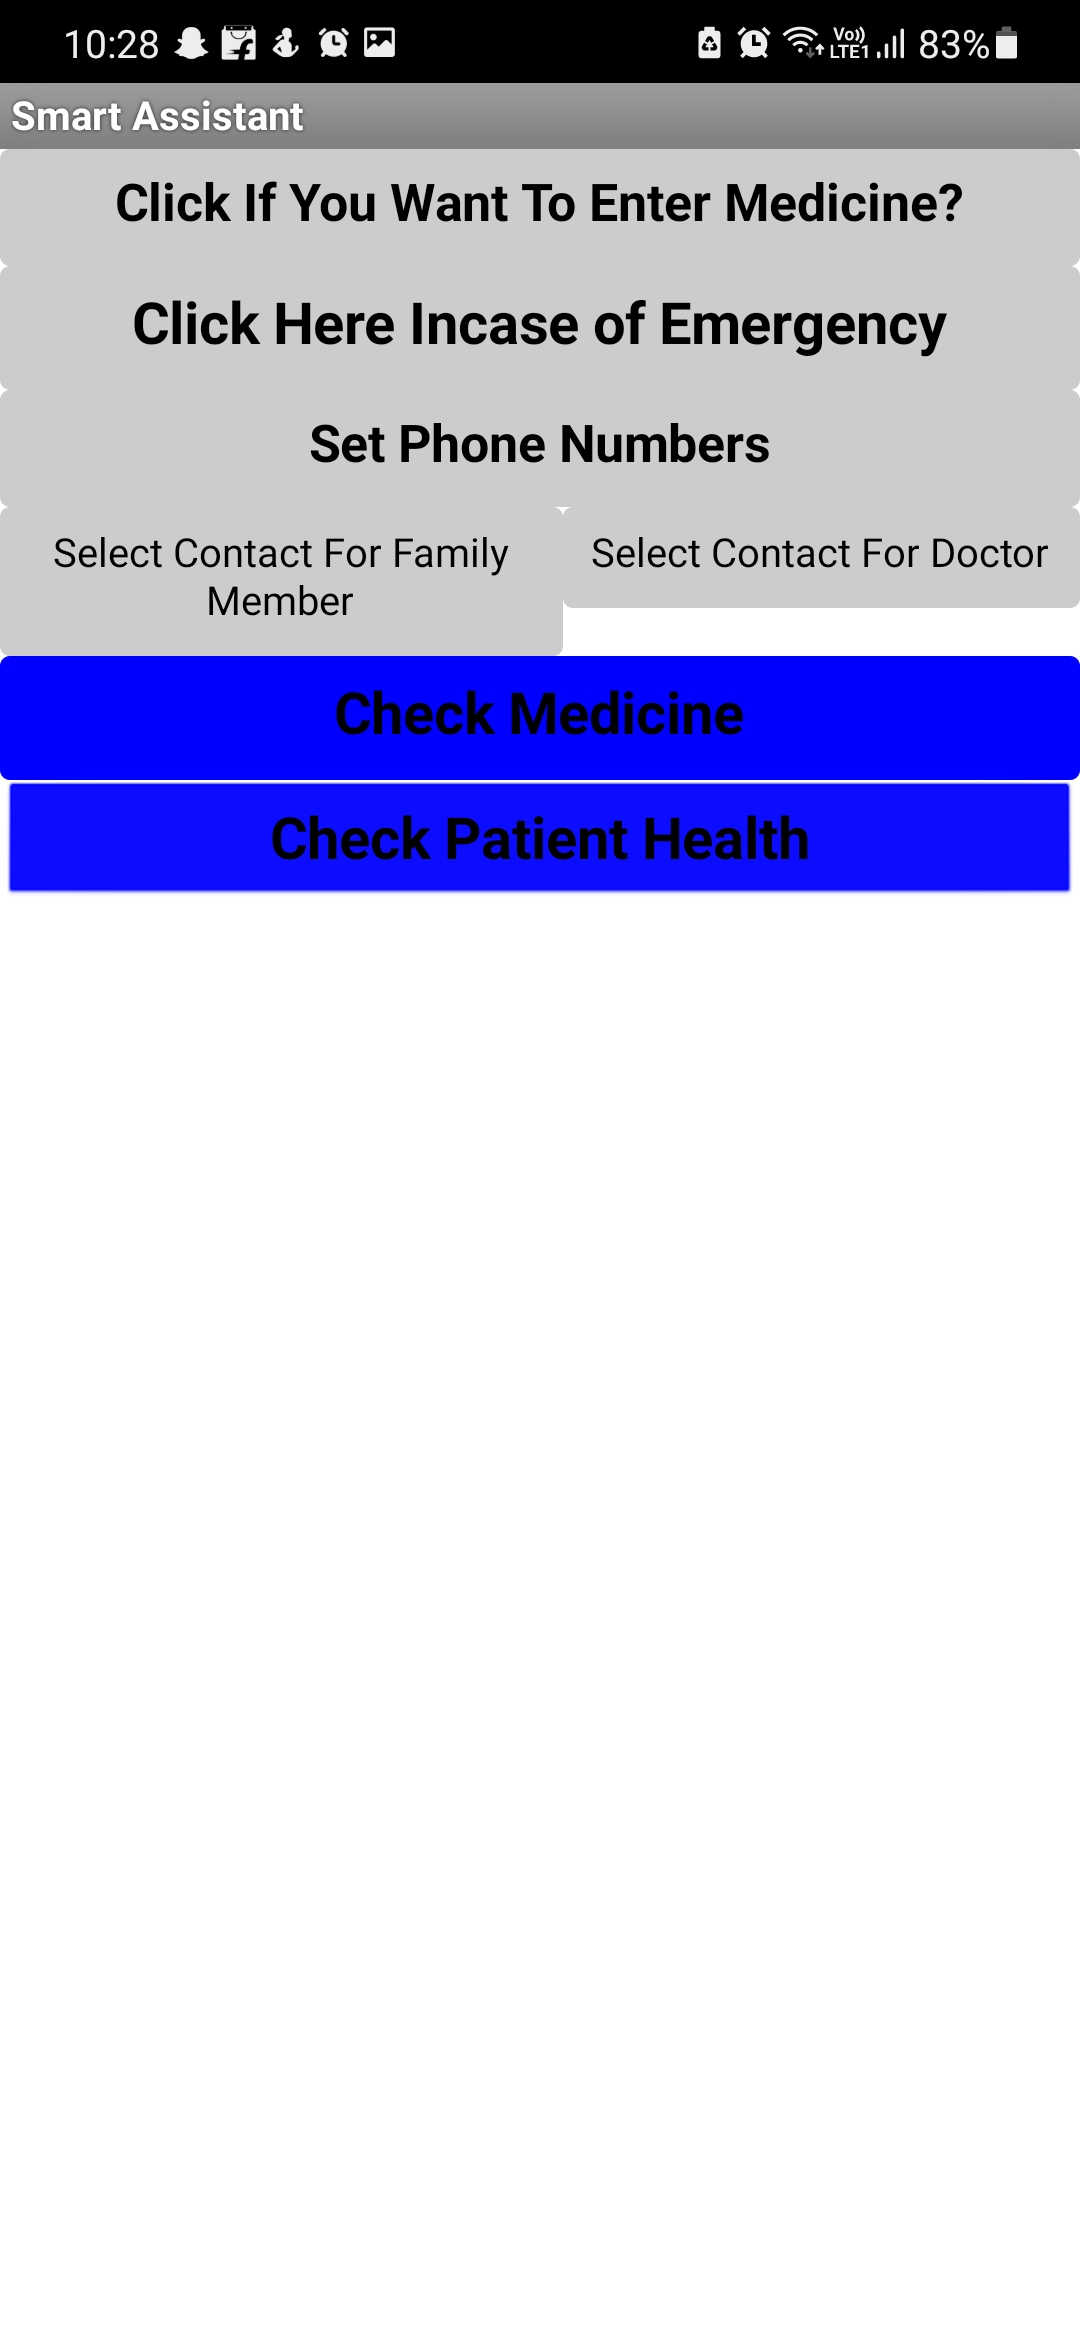 10:28 Vo)) LTE1 83%
Smart Assistant
Click If You Want To Enter Medicine?
Click Here Incase of Emergency
Set Phone Numbers
Select Contact For Family
Member
Select Contact For Doctor
Check Medicine
Check Patient Health